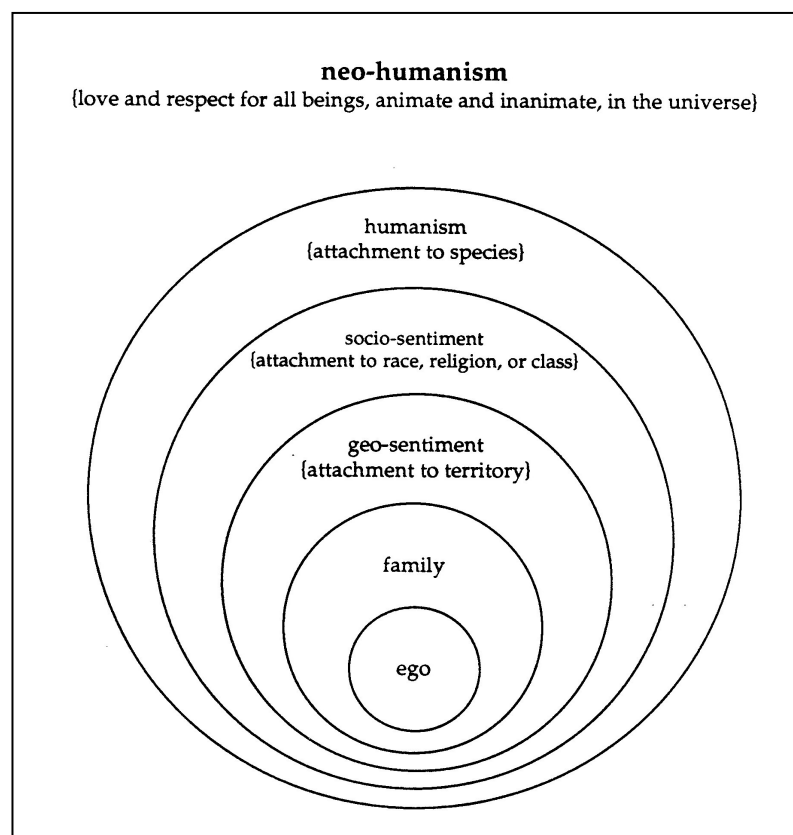 neo-humanism
{love and respect for all beings, animate and inanimate, in the universe}
humanism
{attachment to species}
socio-sentiment
{attachment to race, religion, or class}
geo-sentiment
{attachment to territory}
family
ego